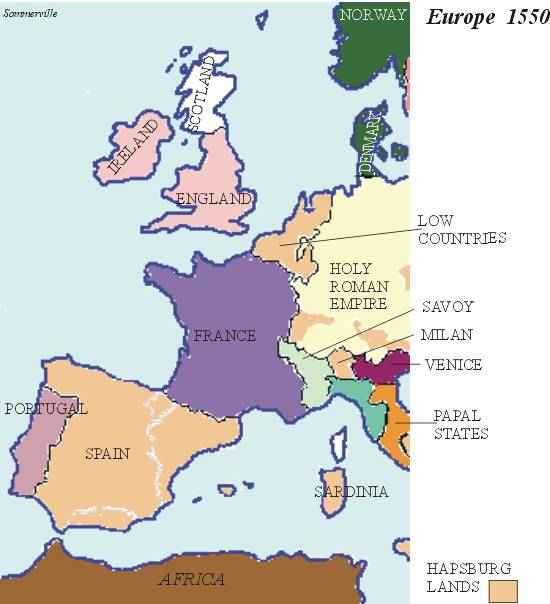 Sommerville
Europe 1550
NORWAY
SCOTLAND
DENMARK
IRELAND
ENGLAND
LOW
COUNTRIES
HOLY
ROMAN
EMPIRE
SAVOY
FRANCE
MILAN
VENICE
PORTUGAL
PAPAL
STATES
SPAIN
SARDINIA
AFRICA
HAPSBURG
LANDS